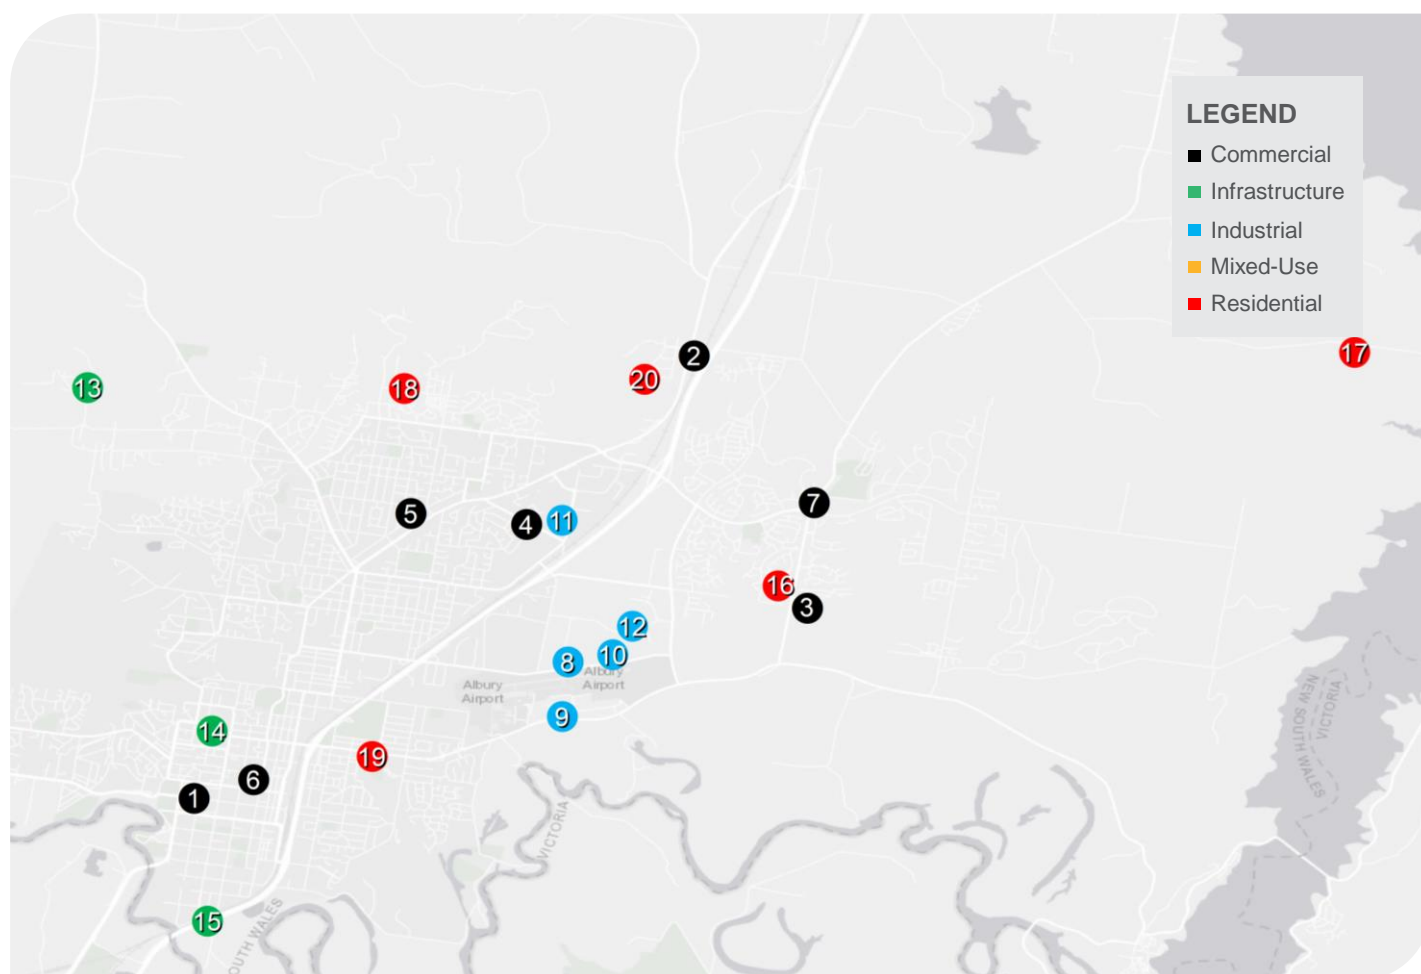 LEGEND
Commercial
Infrastructure
Industrial
Mixed-Use
Residential
17
2
20
13
18
7
5
4
11
16
3
12
10
8
Albury
Airport
Albury
Airport
9
14
19
6
1
15
NEW SOUTH WALES
VICTORIA
VICTORIA
OUTH WALES